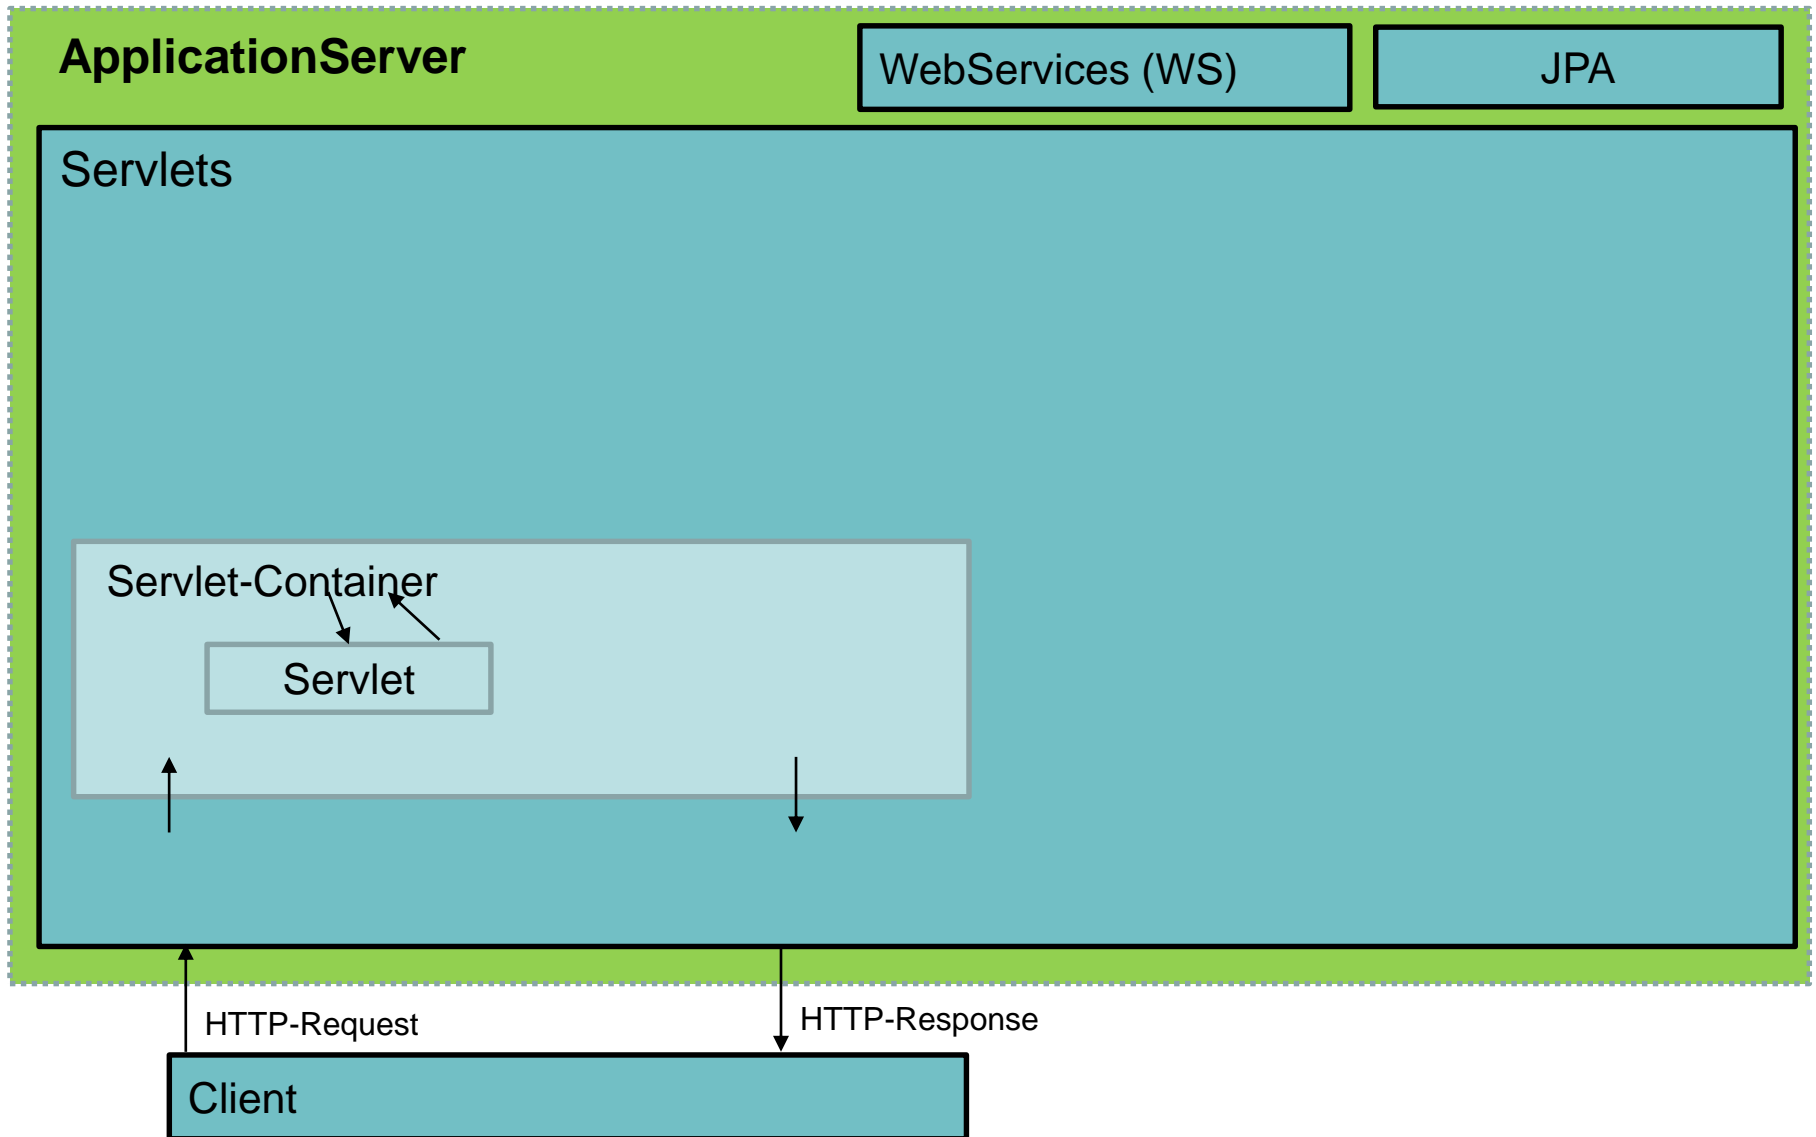 ApplicationServer
WebServices (WS)
JPA
Servlets
Servlet-Container
Servlet
HTTP-Request
HTTP-Response
Client